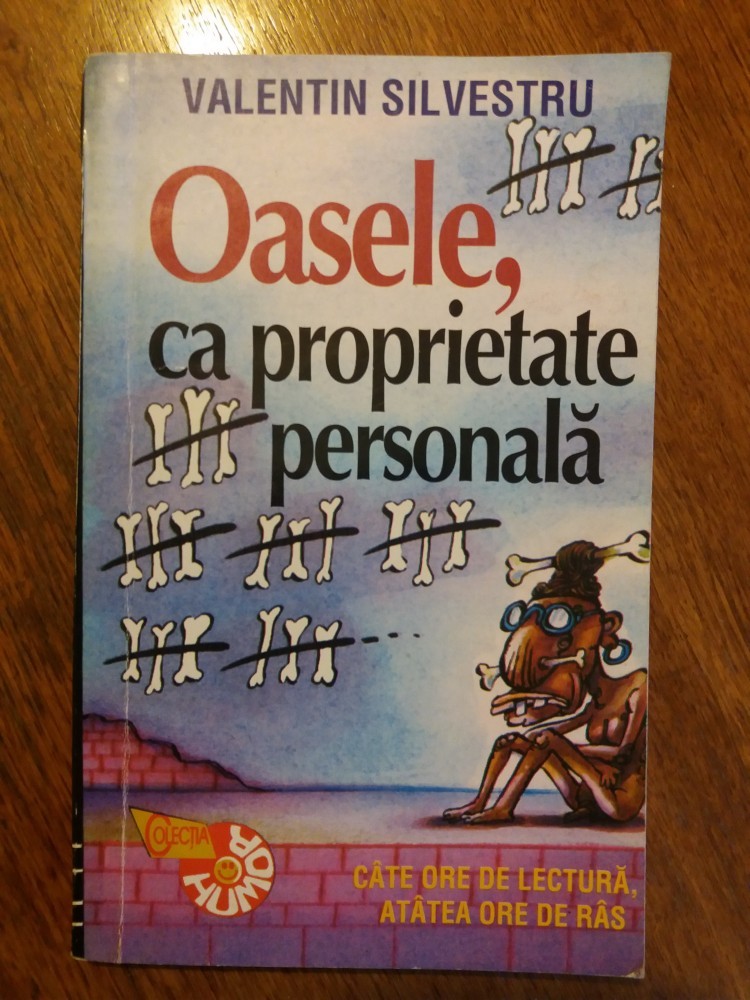 VALENTIN SILVESTRU
Oasele,
ca proprietate
personală
COLECȚIA
HUMOR
CÂTE ORE DE LECTURĂ,
ATÂTEA ORE DE RÂS